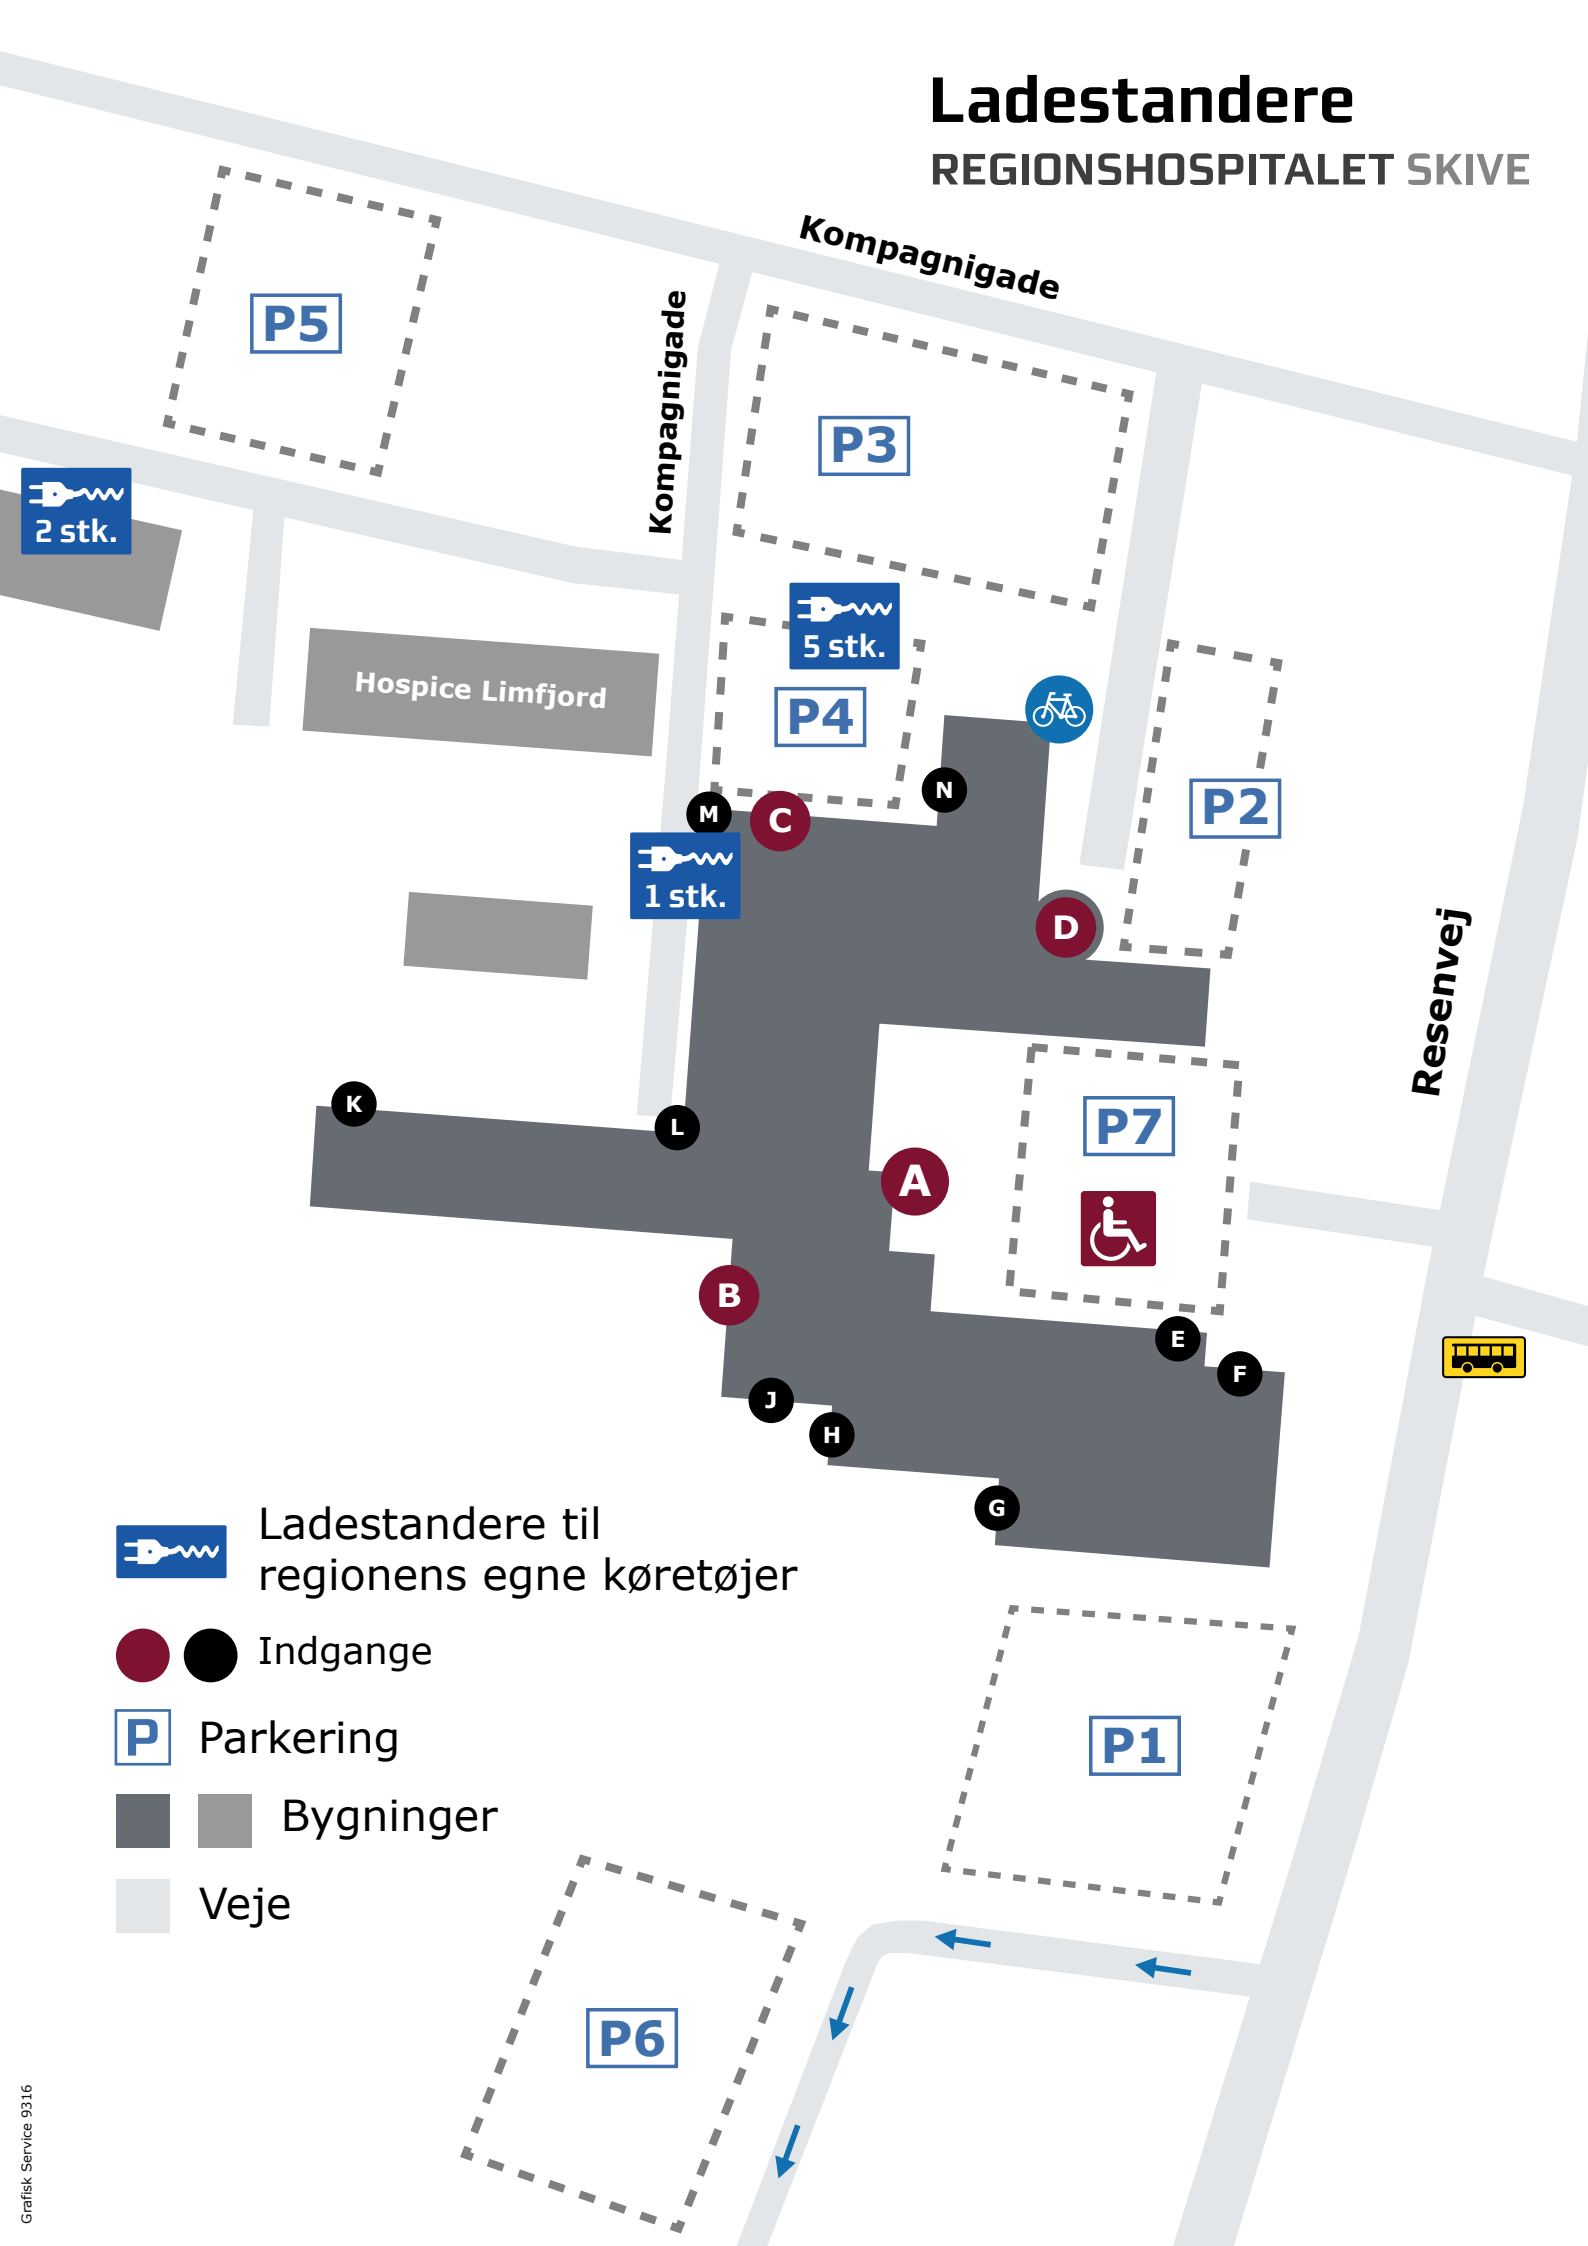 Ladestandere
REGIONSHOSPITALET SKIVE
Kompagnigade
Kompagnigade
P5
P3
2 stk.
5 stk.
Hospice Limfjord
P4
N
P2
M
C
1 stk.
D
Resenvej
K
L
P7
A
B
E
F
J
H
G
Ladestandere til
regionens egne køretøjer
Indgange
P Parkering
Bygninger
Veje
P1
P6
Grafisk Service 9316